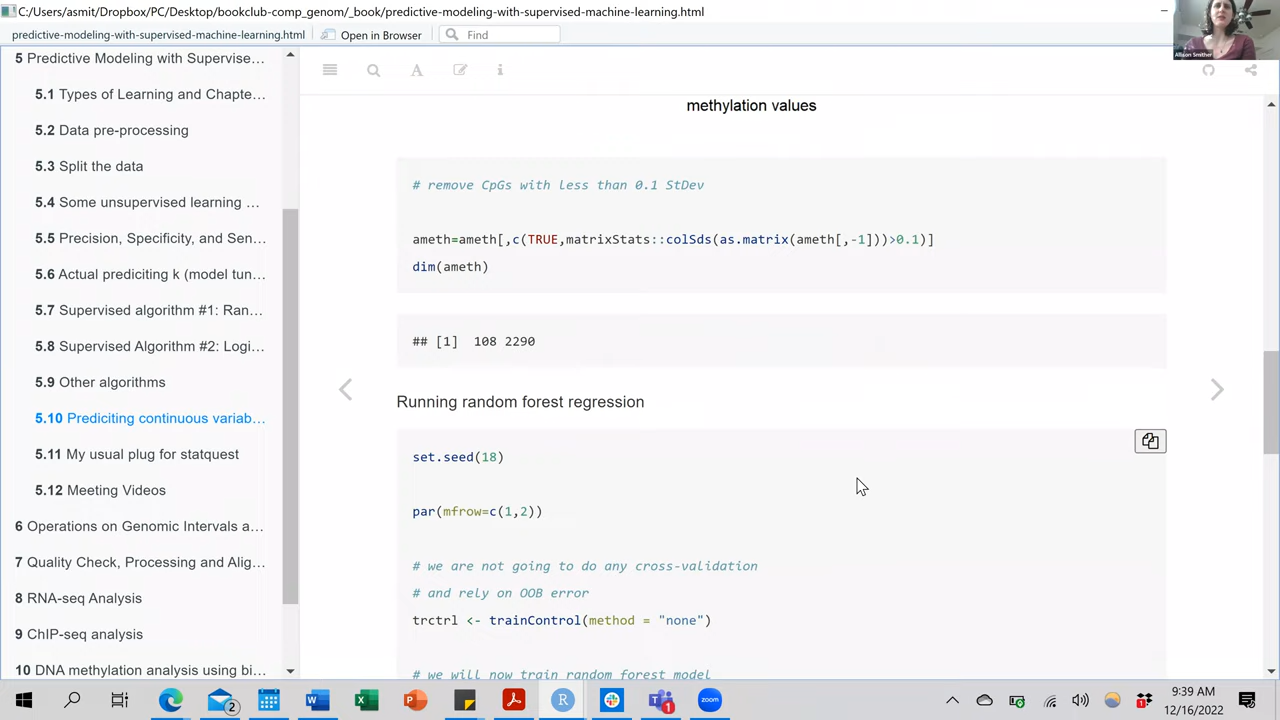 C:/Users/asmit/Dropbox/PC/Desktop/bookclub-comp_genom/_book/predictive-modeling-with-supervised-machine-learning.html
predictive-modeling-with-supervised-machine-learning.html
Open in Browser
Find
Allison Smither
5 Predictive Modeling with Supervise...
5.1 Types of Learning and Chapte...
5.2 Data pre-processing
5.3 Split the data
5.4 Some unsupervised learning ...
5.5 Precision, Specificity, and Sen...
5.6 Actual prediciting k (model tun...
5.7 Supervised algorithm #1: Ran...
5.8 Supervised Algorithm #2: Logi...
5.9 Other algorithms
5.10 Prediciting continuous variab...
5.11 My usual plug for statquest
5.12 Meeting Videos
6 Operations on Genomic Intervals a...
7 Quality Check, Processing and Alig...
8 RNA-seq Analysis
9 ChIP-seq analysis
10 DNA methylation analysis using bi...
methylation values
# remove CpGs with less than 0.1 StDev
ameth=ameth[,c(TRUE,matrixStats::colSds(as.matrix(ameth[,-1]))>0.1)]
dim(ameth)
## [1]  108 2290
Running random forest regression
set.seed(18)
par(mfrow=c(1,2))
# we are not going to do any cross-validation
# and rely on OOB error
trctrl <- trainControl(method = "none")
# we will now train random forest model
2
1
1
9:39 AM
12/16/2022